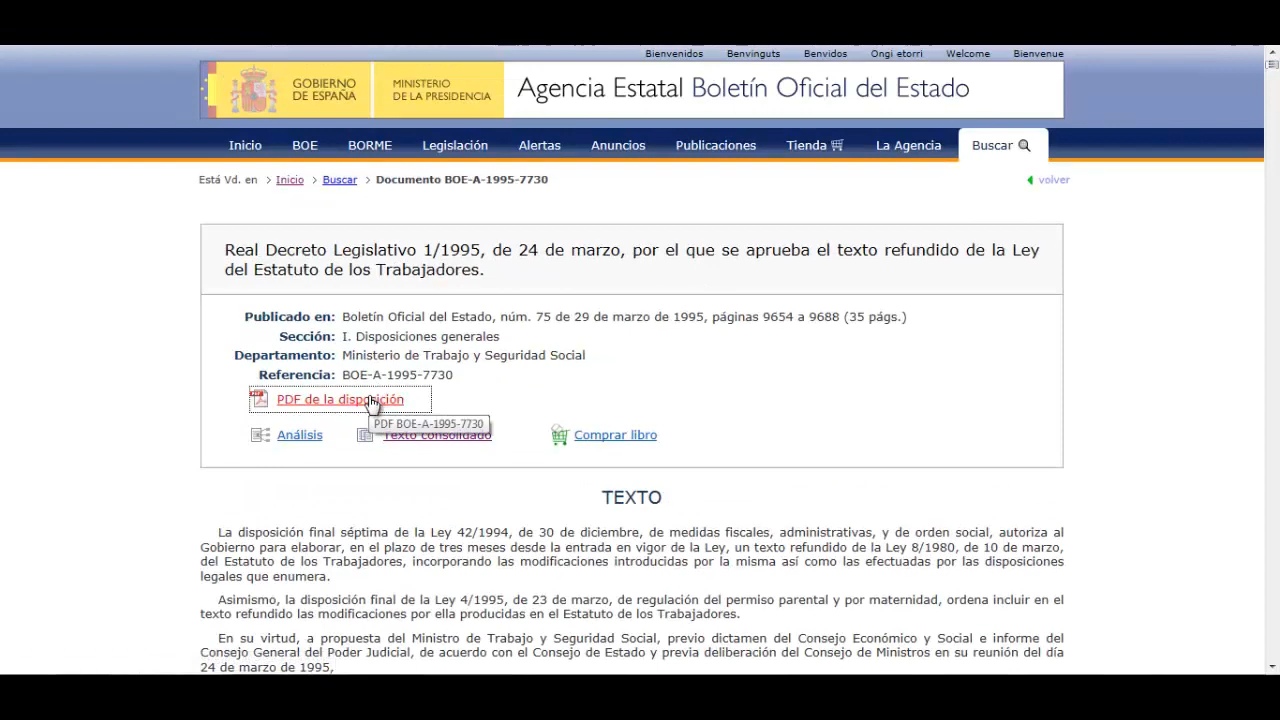 Bienvenidos Benvinguts Benvidos Ongi etorri Welcome Bienvenue
GOBIERNO
DE ESPAÑA
MINISTERIO
DE LA PRESIDENCIA
Agencia Estatal Boletín Oficial del Estado
Inicio BOE BORME Legislación Alertas Anuncios Publicaciones Tienda La Agencia Buscar
Está Vd. en > Inicio > Buscar > Documento BOE-A-1995-7730
volver
Real Decreto Legislativo 1/1995, de 24 de marzo, por el que se aprueba el texto refundido de la Ley
del Estatuto de los Trabajadores.
Publicado en: Boletín Oficial del Estado, núm. 75 de 29 de marzo de 1995, páginas 9654 a 9688 (35 págs.)
Sección: I. Disposiciones generales
Departamento: Ministerio de Trabajo y Seguridad Social
Referencia: BOE-A-1995-7730
PDF de la disposición
PDF BOE-A-1995-7730
Análisis Texto consolidado Comprar libro
TEXTO
La disposición final séptima de la Ley 42/1994, de 30 de diciembre, de medidas fiscales, administrativas, y de orden social, autoriza al
Gobierno para elaborar, en el plazo de tres meses desde la entrada en vigor de la Ley, un texto refundido de la Ley 8/1980, de 10 de marzo,
del Estatuto de los Trabajadores, incorporando las modificaciones introducidas por la misma así como las efectuadas por las disposiciones
legales que enumera.
Asimismo, la disposición final de la Ley 4/1995, de 23 de marzo, de regulación del permiso parental y por maternidad, ordena incluir en el
texto refundido las modificaciones por ella producidas en el Estatuto de los Trabajadores.
En su virtud, a propuesta del Ministro de Trabajo y Seguridad Social, previo dictamen del Consejo Económico y Social e informe del
Consejo General del Poder Judicial, de acuerdo con el Consejo de Estado y previa deliberación del Consejo de Ministros en su reunión del día
24 de marzo de 1995,